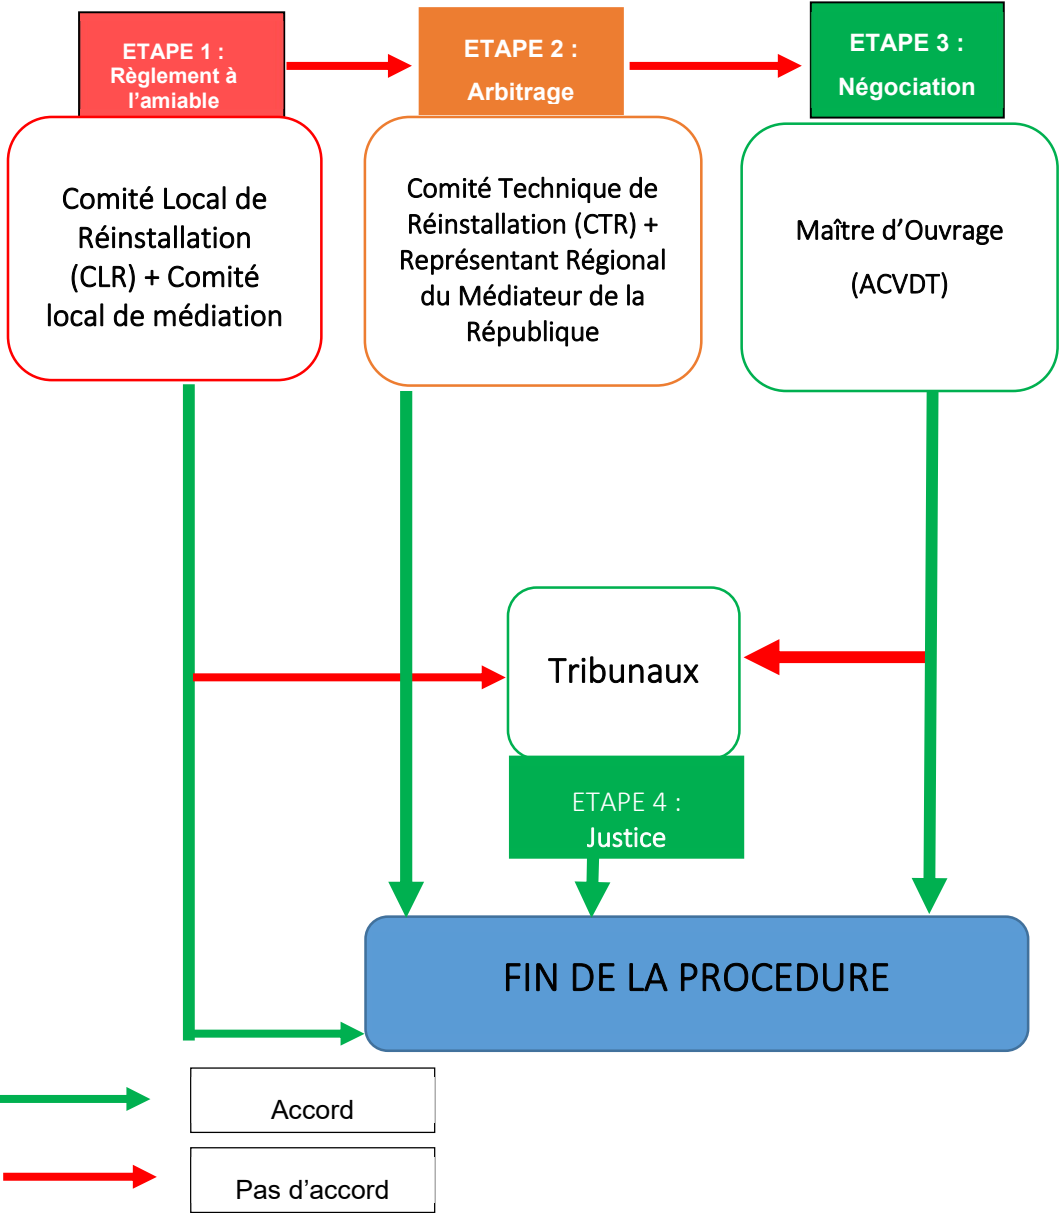 ETAPE 1 :
Règlement à
l’amiable
ETAPE 2 :
Arbitrage
ETAPE 3 :
Négociation
Comité Local de
Réinstallation
(CLR) + Comité
local de médiation
Comité Technique de
Réinstallation (CTR) +
Représentant Régional
du Médiateur de la
République
Maître d’Ouvrage
(ACVDT)
Tribunaux
ETAPE 4 :
Justice
FIN DE LA PROCEDURE
Accord
Pas d’accord